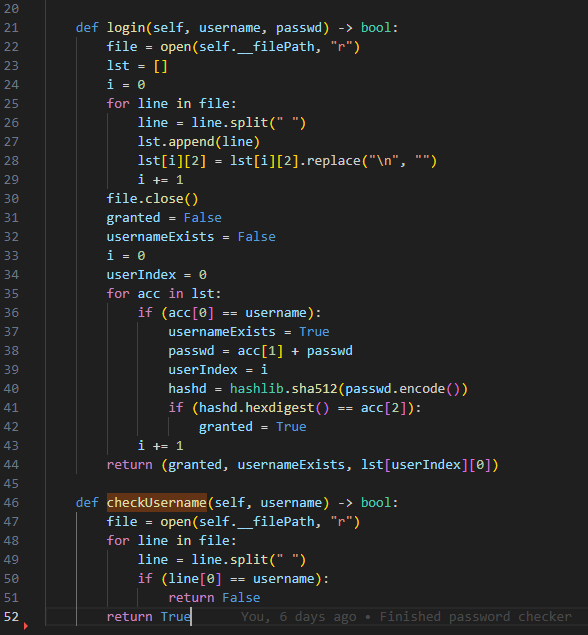 20
21 def login(self, username, passwd) -> bool:
22 file = open(self.__filePath, "r")
23 lst = []
24 i = 0
25 for line in file:
26 line = line.split(" ")
27 lst.append(line)
28 lst[i][2] = lst[i][2].replace("\n", "")
29 i += 1
30 file.close()
31 granted = False
32 usernameExists = False
33 i = 0
34 userIndex = 0
35 for acc in lst:
36 if (acc[0] == username):
37 usernameExists = True
38 passwd = acc[1] + passwd
39 userIndex = i
40 hashd = hashlib.sha512(passwd.encode())
41 if (hashd.hexdigest() == acc[2]):
42 granted = True
43 i += 1
44 return (granted, usernameExists, lst[userIndex][0])
45
46 def checkUsername(self, username) -> bool:
47 file = open(self.__filePath, "r")
48 for line in file:
49 line = line.split(" ")
50 if (line[0] == username):
51 return False
52 return True You, 6 days ago • Finished password checker